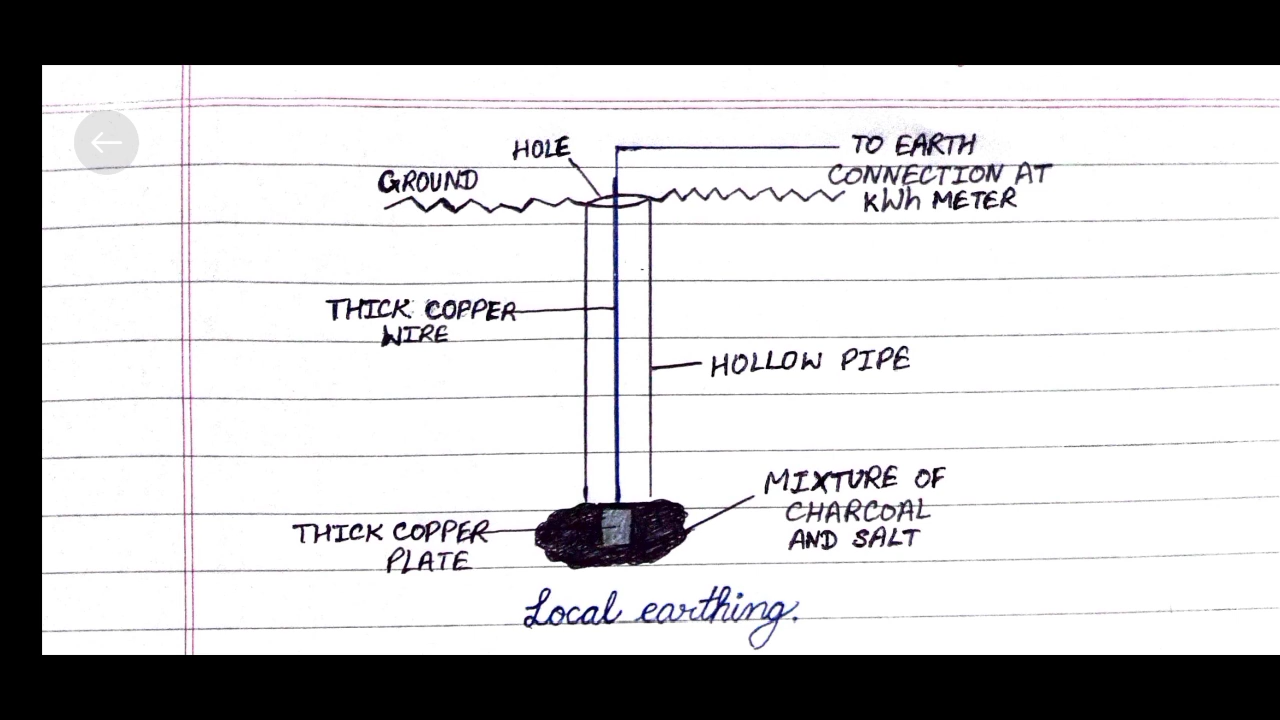 HOLE
TO EARTH
CONNECTION AT
kWh METER
GROUND
THICK COPPER
WIRE
HOLLOW PIPE
MIXTURE OF
CHARCOAL
AND SALT
THICK COPPER
PLATE
Local earthing.